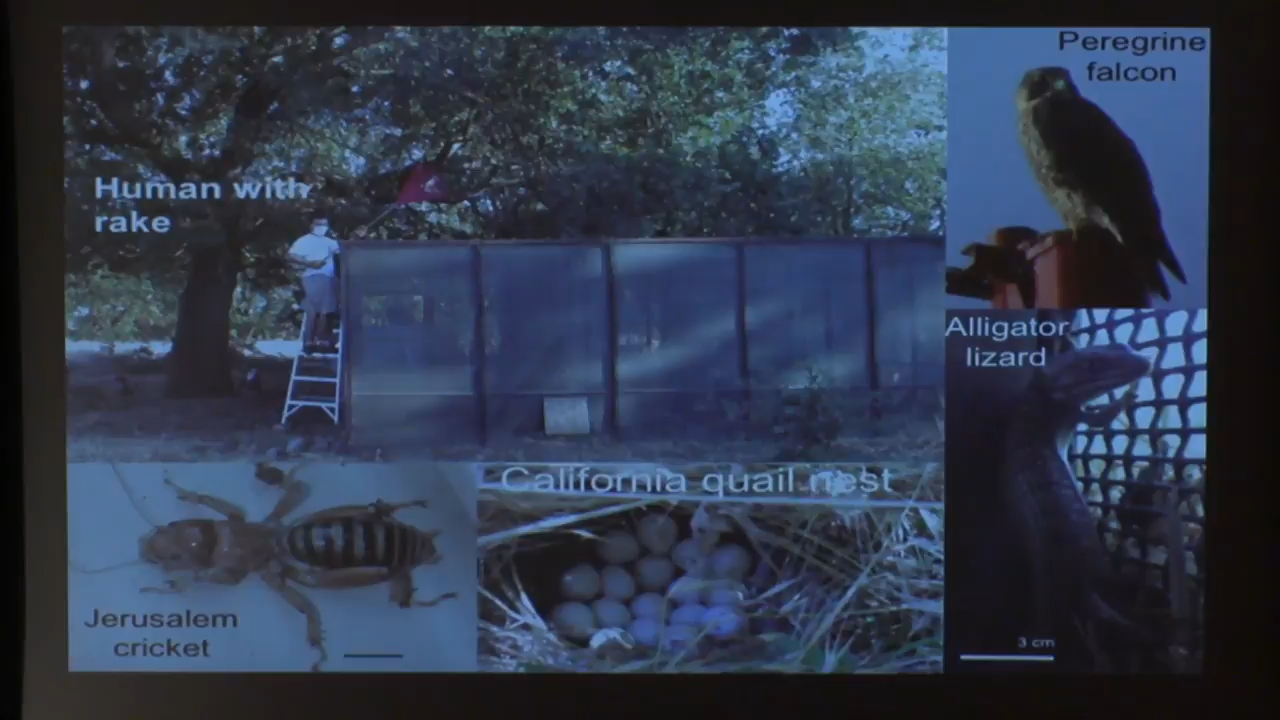 Peregrine
falcon
Human with
rake
Alligator
lizard
California quail nest
Jerusalem
cricket
3 cm